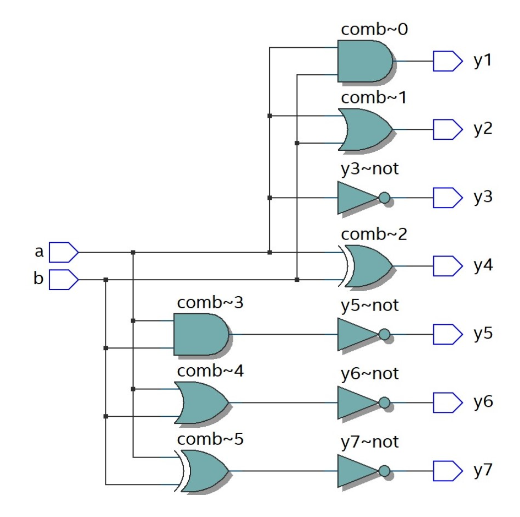 comb~0
y1
comb~1
y2
y3~not
y3
comb~2
a
y4
b
comb~3
y5~not
y5
comb~4
y6~not
y6
comb~5
y7~not
y7